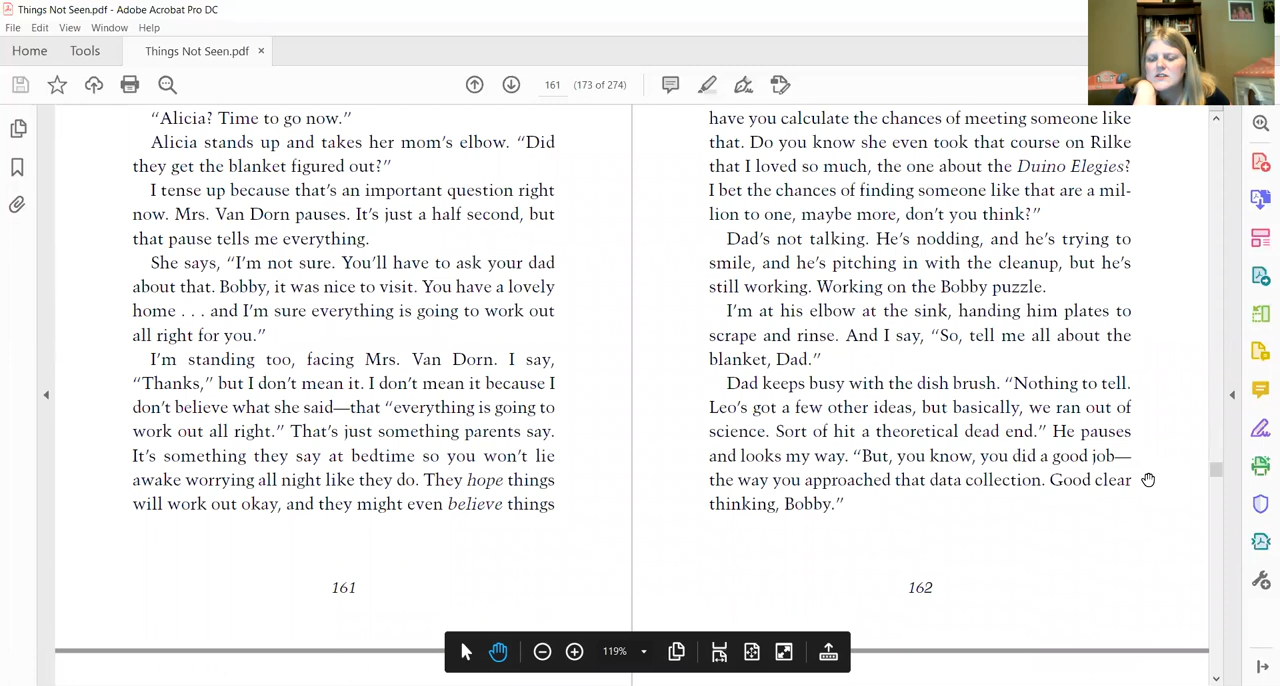 Things Not Seen.pdf - Adobe Acrobat Pro DC
File Edit View Window Help
Home Tools Things Not Seen.pdf ×
161 (173 of 274)
“Alicia? Time to go now.”
Alicia stands up and takes her mom’s elbow. “Did
they get the blanket figured out?”
I tense up because that’s an important question right
now. Mrs. Van Dorn pauses. It’s just a half second, but
that pause tells me everything.
She says, “I’m not sure. You’ll have to ask your dad
about that. Bobby, it was nice to visit. You have a lovely
home . . . and I’m sure everything is going to work out
all right for you.”
I’m standing too, facing Mrs. Van Dorn. I say,
“Thanks,” but I don’t mean it. I don’t mean it because I
don’t believe what she said—that “everything is going to
work out all right.” That’s just something parents say.
It’s something they say at bedtime so you won’t lie
awake worrying all night like they do. They hope things
will work out okay, and they might even believe things
161
have you calculate the chances of meeting someone like
that. Do you know she even took that course on Rilke
that I loved so much, the one about the Duino Elegies?
I bet the chances of finding someone like that are a mil-
lion to one, maybe more, don’t you think?”
Dad’s not talking. He’s nodding, and he’s trying to
smile, and he’s pitching in with the cleanup, but he’s
still working. Working on the Bobby puzzle.
I’m at his elbow at the sink, handing him plates to
scrape and rinse. And I say, “So, tell me all about the
blanket, Dad.”
Dad keeps busy with the dish brush. “Nothing to tell.
Leo’s got a few other ideas, but basically, we ran out of
science. Sort of hit a theoretical dead end.” He pauses
and looks my way. “But, you know, you did a good job—
the way you approached that data collection. Good clear
thinking, Bobby.”
162
119%